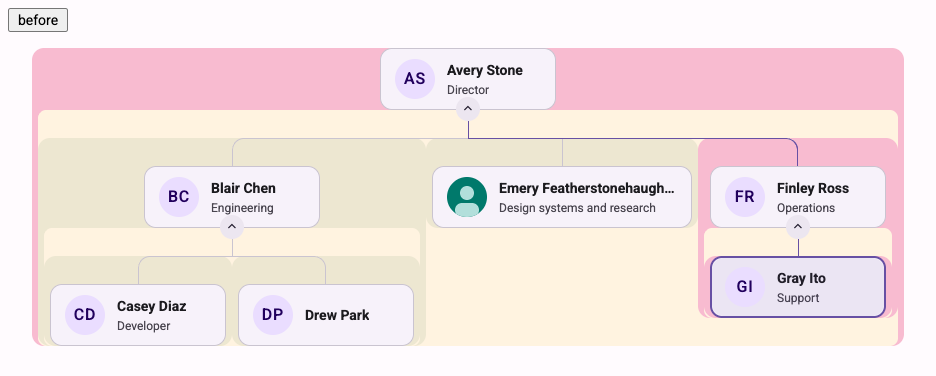 before
AS
Avery Stone
Director
BC
Blair Chen
Engineering
Emery Featherstonehaugh...
Design systems and research
FR
Finley Ross
Operations
CD
Casey Diaz
Developer
DP
Drew Park
GI
Gray Ito
Support